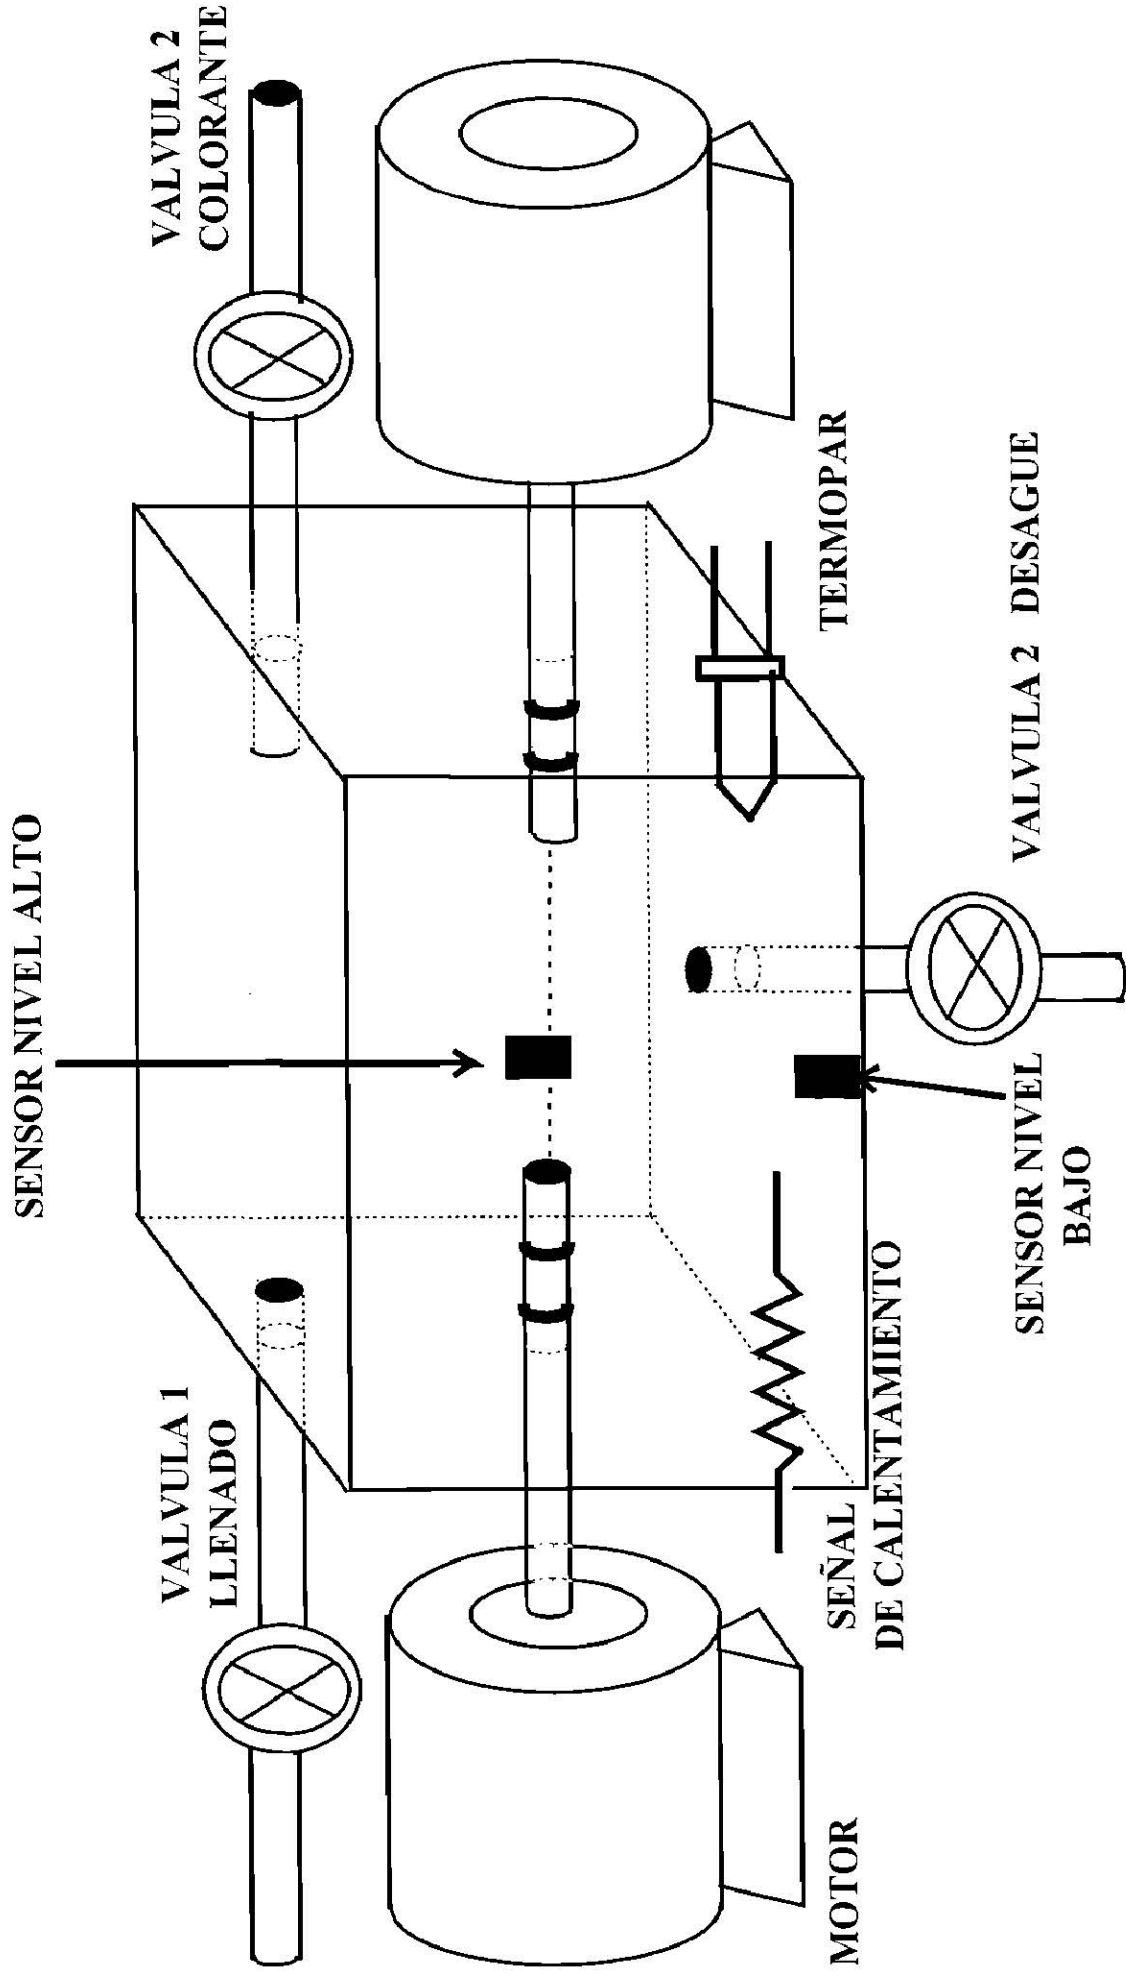 SENSOR NIVEL ALTO
VALVULA 1
LLENADO
VALVULA 2
COLORANTE
MOTOR
SEÑAL
DE CALENTAMIENTO
TERMOPAR
SENSOR NIVEL
BAJO
VALVULA 2 DESAGUE